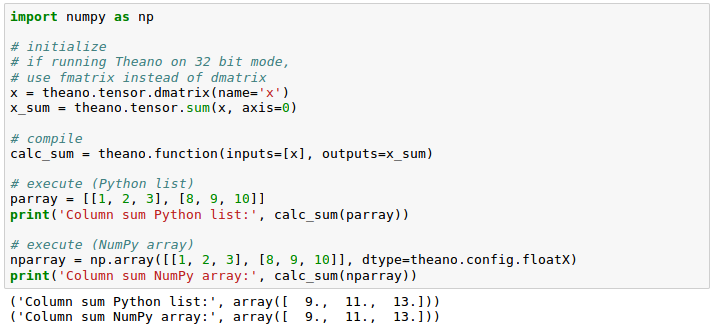 import numpy as np

# initialize
# if running Theano on 32 bit mode,
# use fmatrix instead of dmatrix
x = theano.tensor.dmatrix(name='x')
x_sum = theano.tensor.sum(x, axis=0)

# compile
calc_sum = theano.function(inputs=[x], outputs=x_sum)

# execute (Python list)
parray = [[1, 2, 3], [8, 9, 10]]
print('Column sum Python list:', calc_sum(parray))

# execute (NumPy array)
nparray = np.array([[1, 2, 3], [8, 9, 10]], dtype=theano.config.floatX)
print('Column sum NumPy array:', calc_sum(nparray))

('Column sum Python list:', array([  9.,  11.,  13.]))
('Column sum NumPy array:', array([  9.,  11.,  13.]))